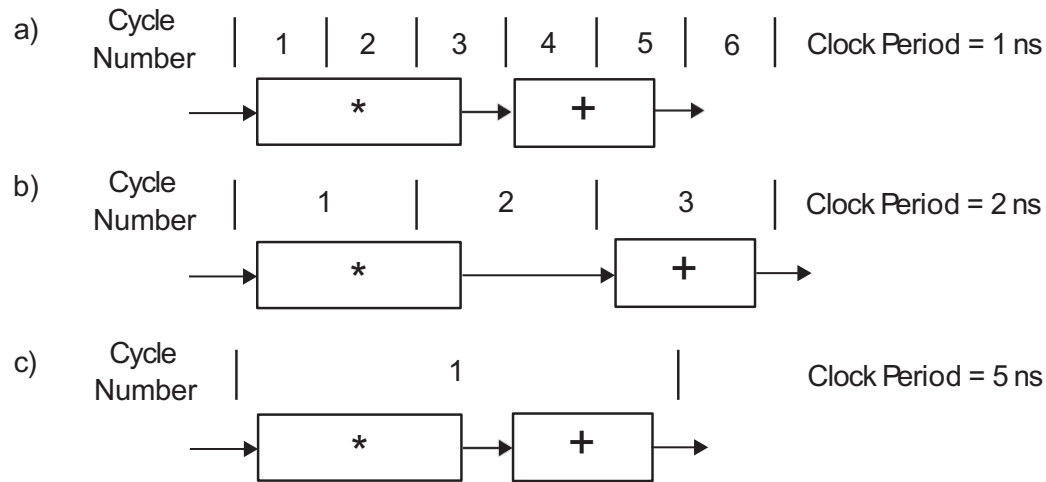 a) Cycle Number 1 2 3 4 5 6 Clock Period = 1 ns
* +
b) Cycle Number 1 2 3 Clock Period = 2 ns
* +
c) Cycle Number 1 Clock Period = 5 ns
* +